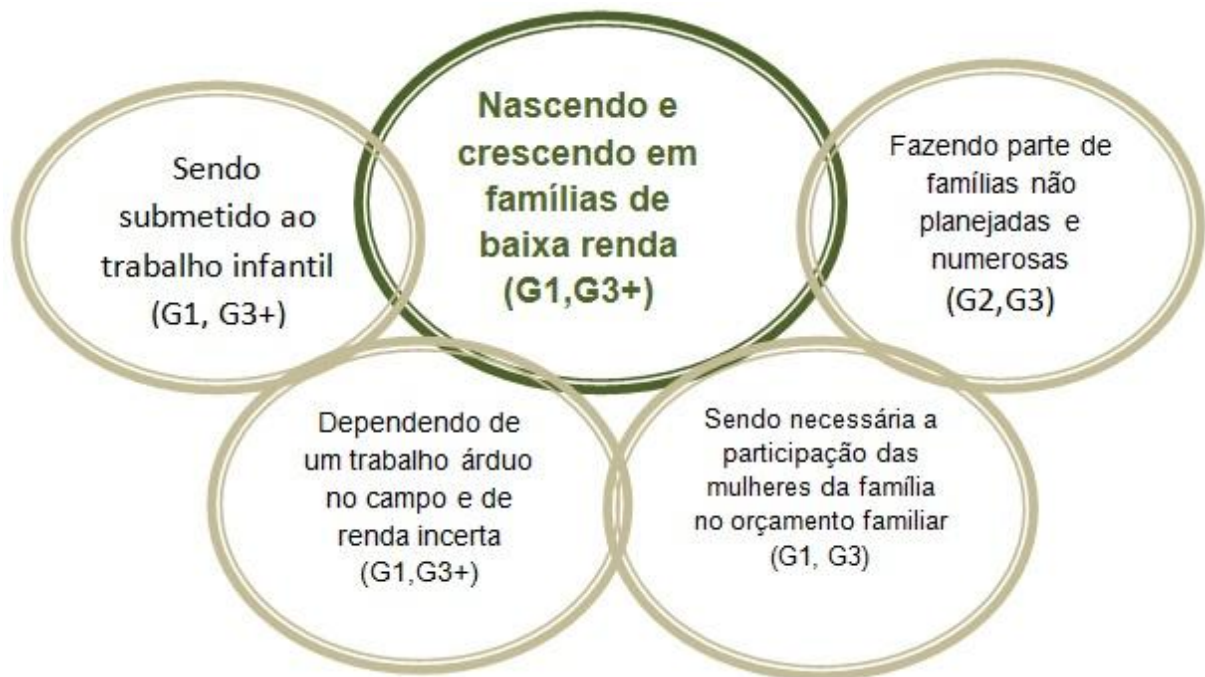 Nascendo e
crescendo em
famílias de
baixa renda
(G1,G3+)
Sendo
submetido ao
trabalho infantil
(G1, G3+)
Fazendo parte de
famílias não
planejadas e
numerosas
(G2,G3)
Dependendo de
um trabalho árduo
no campo e de
renda incerta
(G1,G3+)
Sendo necessária a
participação das
mulheres da família
no orçamento familiar
(G1, G3)